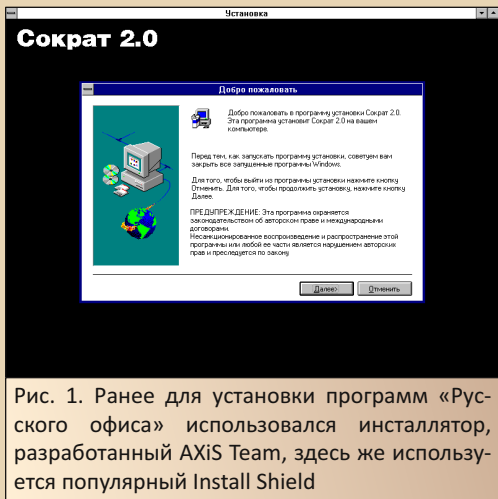 Установка
Сократ 2.0
Добро пожаловать
Добро пожаловать в программу установки Сократ 2.0.
Эта программа установит Сократ 2.0 на вашем
компьютере.
Перед тем, как запускать программу установки, советуем вам
закрыть все запущенные программы Windows.
Для того, чтобы выйти из программы установки нажмите кнопку
Отменить. Для того, чтобы продолжить установку, нажмите кнопку
Далее.
ПРЕДУПРЕЖДЕНИЕ: Эта программа охраняется
законодательством об авторском праве и международными
договорами.
Несанкционированное воспроизведение и распространение этой
программы или любой ее части является нарушением авторских
прав и преследуется по закону
Далее>
Отменить
Рис. 1. Ранее для установки программ «Рус-
ского офиса» использовался инсталлятор,
разработанный AXiS Team, здесь же использу-
ется популярный Install Shield